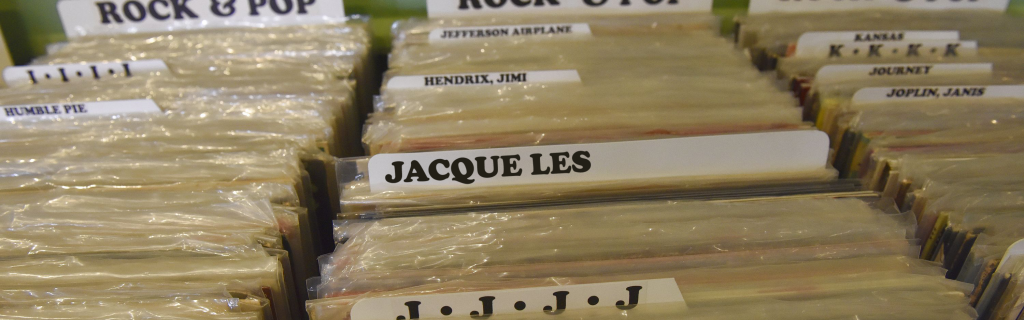 ROCK & POP
I • I • I • I
HUMBLE PIE
ROCK & POP
JEFFERSON AIRPLANE
HENDRIX, JIMI
JACQUE LES
J • J • J • J
KANSAS
K • K • K • K
JOURNEY
JOPLIN, JANIS